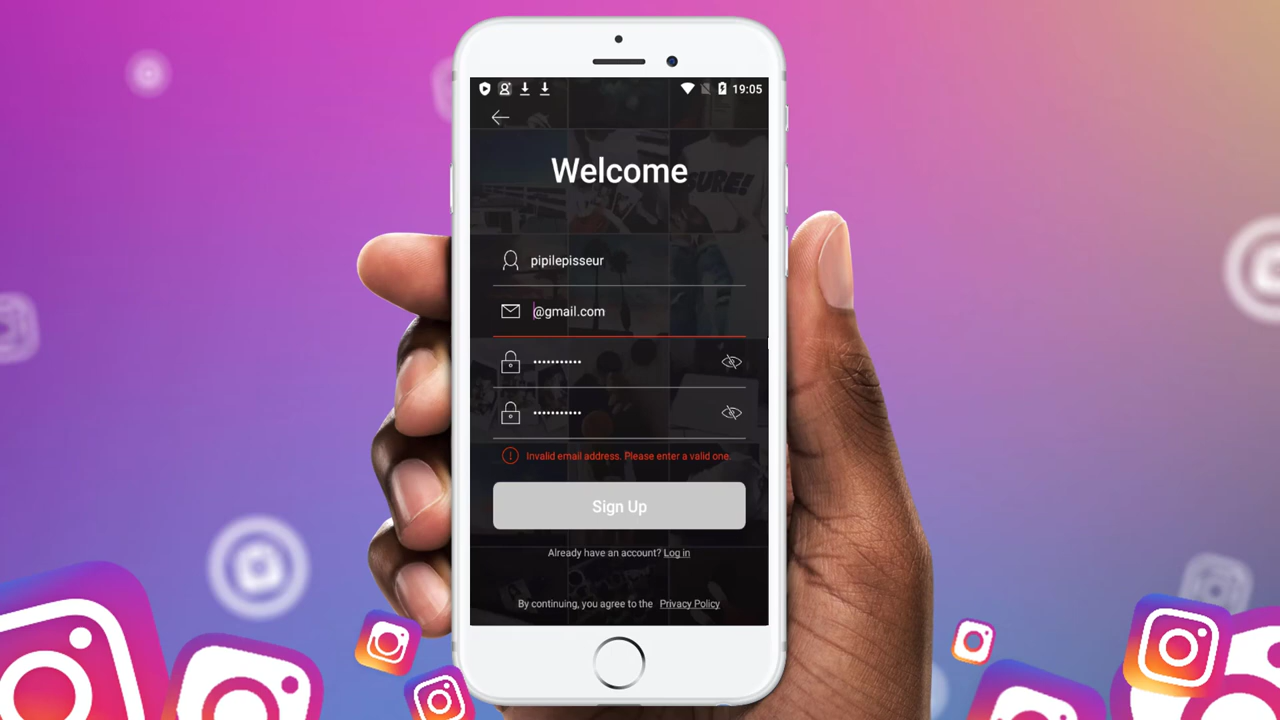 19:05
Welcome
SURE!
pipilepisseur
@gmail.com
•••••••••••
•••••••••••
Invalid email address. Please enter a valid one.
Sign Up
Already have an account? Log in
By continuing, you agree to the Privacy Policy